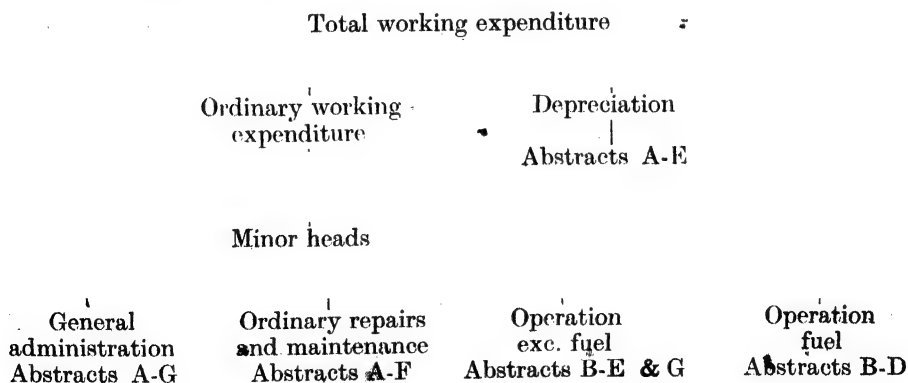 Total working expenditure
Ordinary working expenditure
Depreciation
Abstracts A-E
Minor heads
General administration
Abstracts A-G
Ordinary repairs and maintenance
Abstracts A-F
Operation exc. fuel
Abstracts B-E & G
Operation fuel
Abstracts B-D